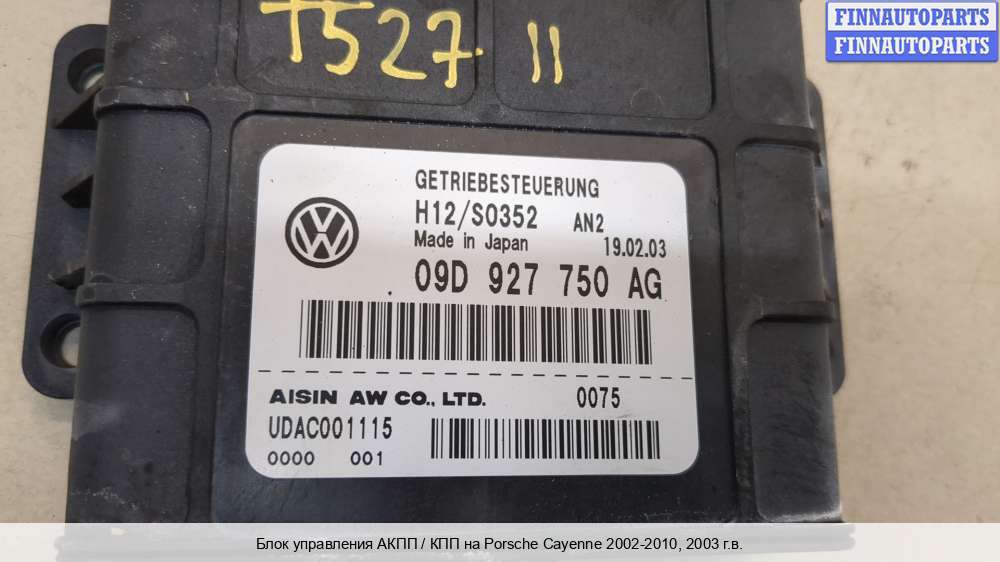 FINNAUTOPARTS
FINNAUTOPARTS
T527 11
GETRIEBESTEUERUNG
H12/S0352 AN2
Made in Japan 19.02.03
09D 927 750 AG
AISIN AW CO., LTD. 0075
UDAC001115
0000 001
Блок управления АКПП / КПП на Porsche Cayenne 2002-2010, 2003 г.в.